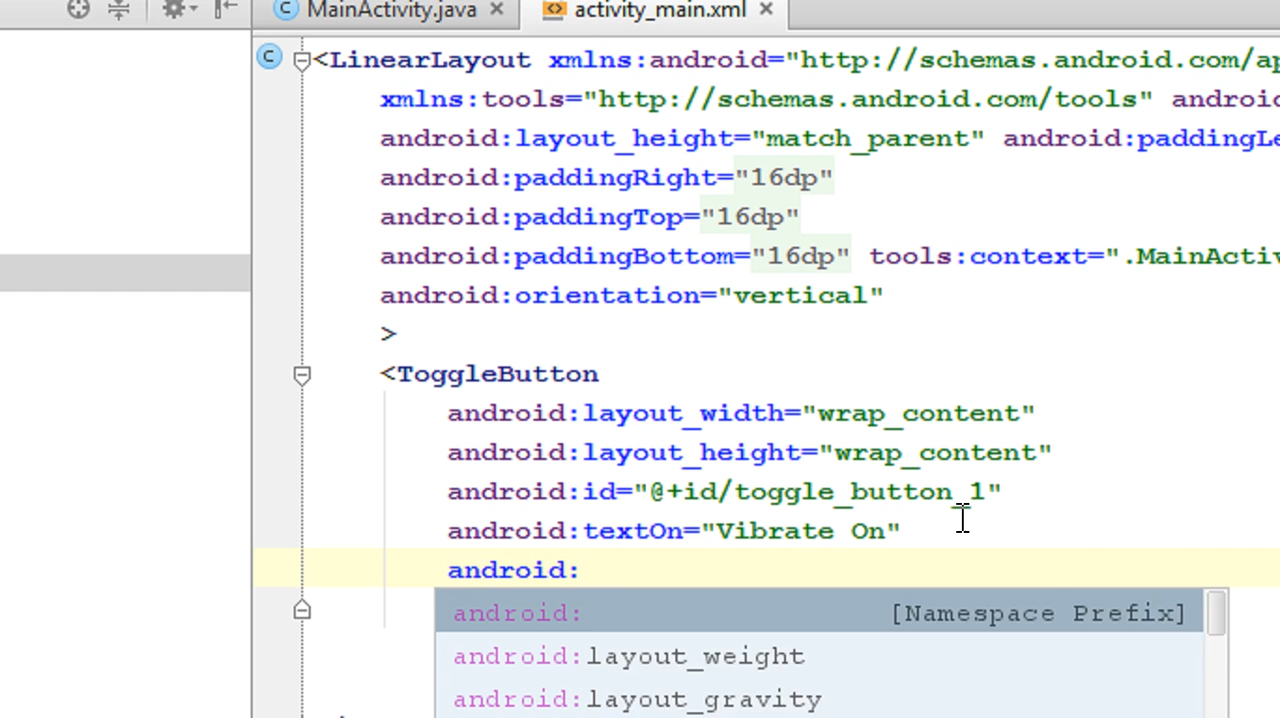 C MainActivity.java × activity_main.xml ×
C <LinearLayout xmlns:android="http://schemas.android.com/ap
xmlns:tools="http://schemas.android.com/tools" androi
android:layout_height="match_parent" android:paddingLe
android:paddingRight="16dp"
android:paddingTop="16dp"
android:paddingBottom="16dp" tools:context=".MainActiv
android:orientation="vertical"
>
<ToggleButton
android:layout_width="wrap_content"
android:layout_height="wrap_content"
android:id="@+id/toggle_button_1"
android:textOn="Vibrate On"
android:
android: [Namespace Prefix]
android:layout_weight
android:layout_gravity